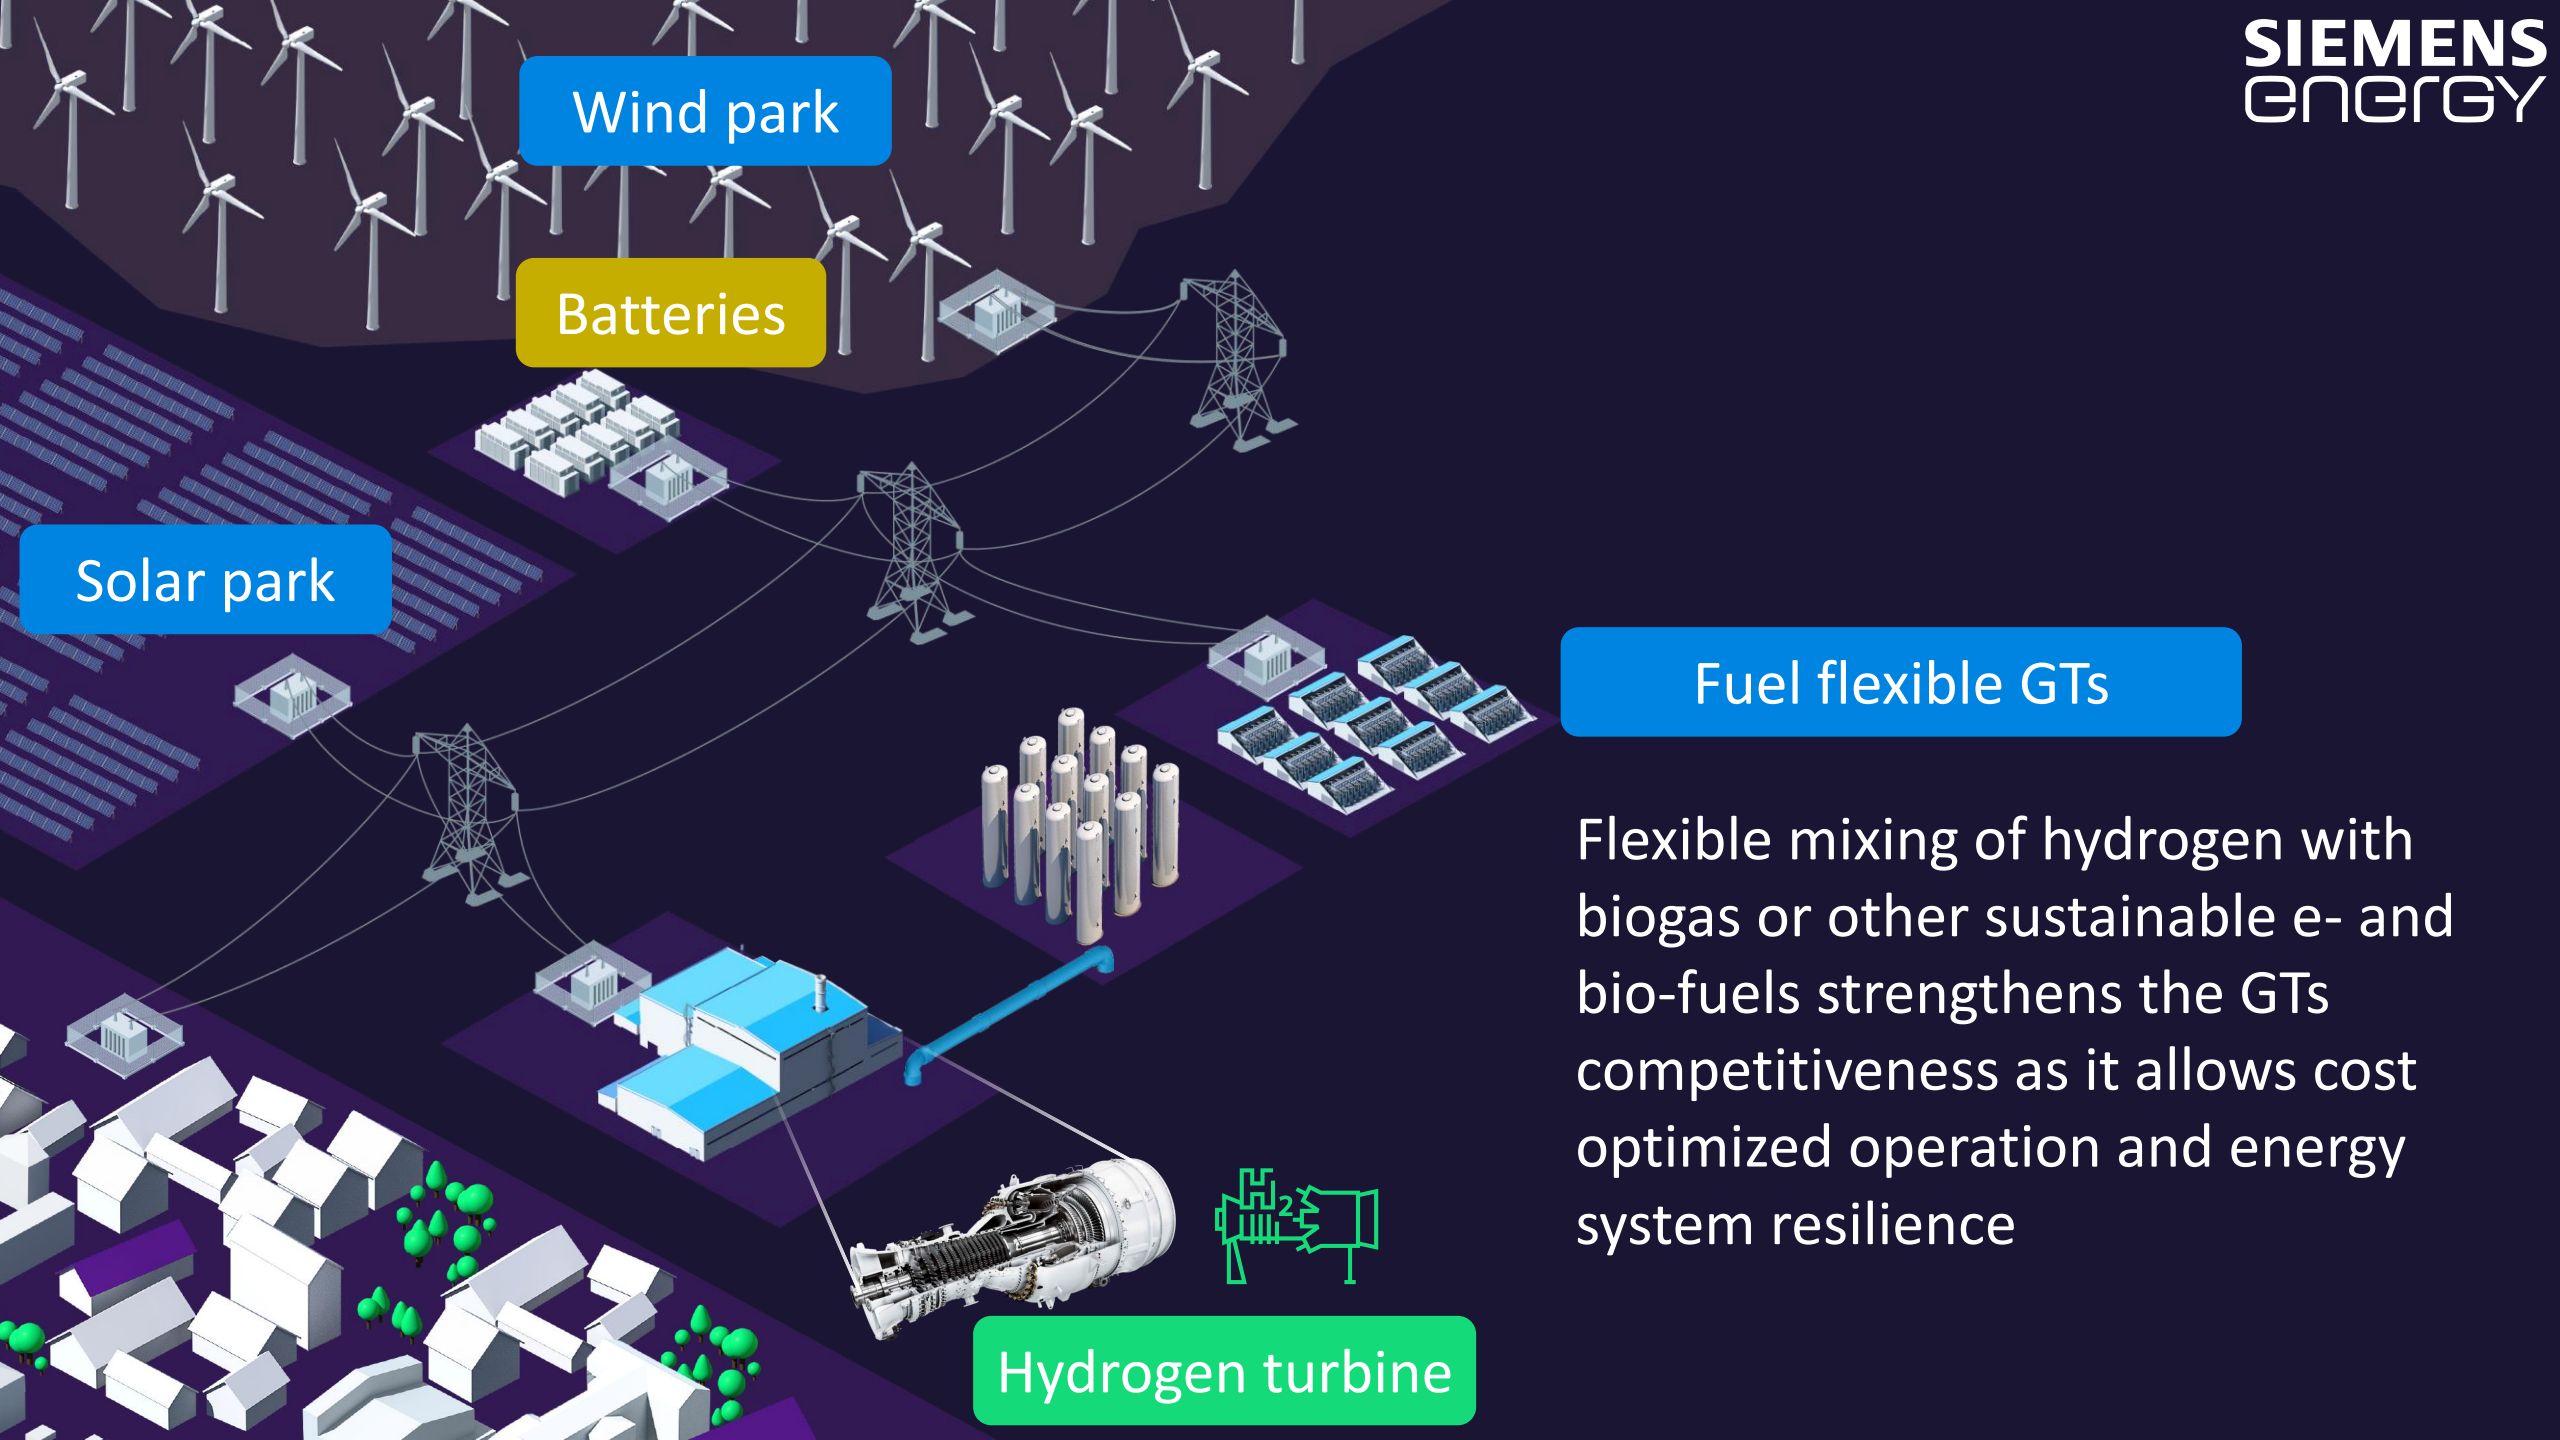 SIEMENS
energy
Wind park
Batteries
Solar park
Fuel flexible GTs
Flexible mixing of hydrogen with
biogas or other sustainable e- and
bio-fuels strengthens the GTs
competitiveness as it allows cost
optimized operation and energy
system resilience
H2
Hydrogen turbine